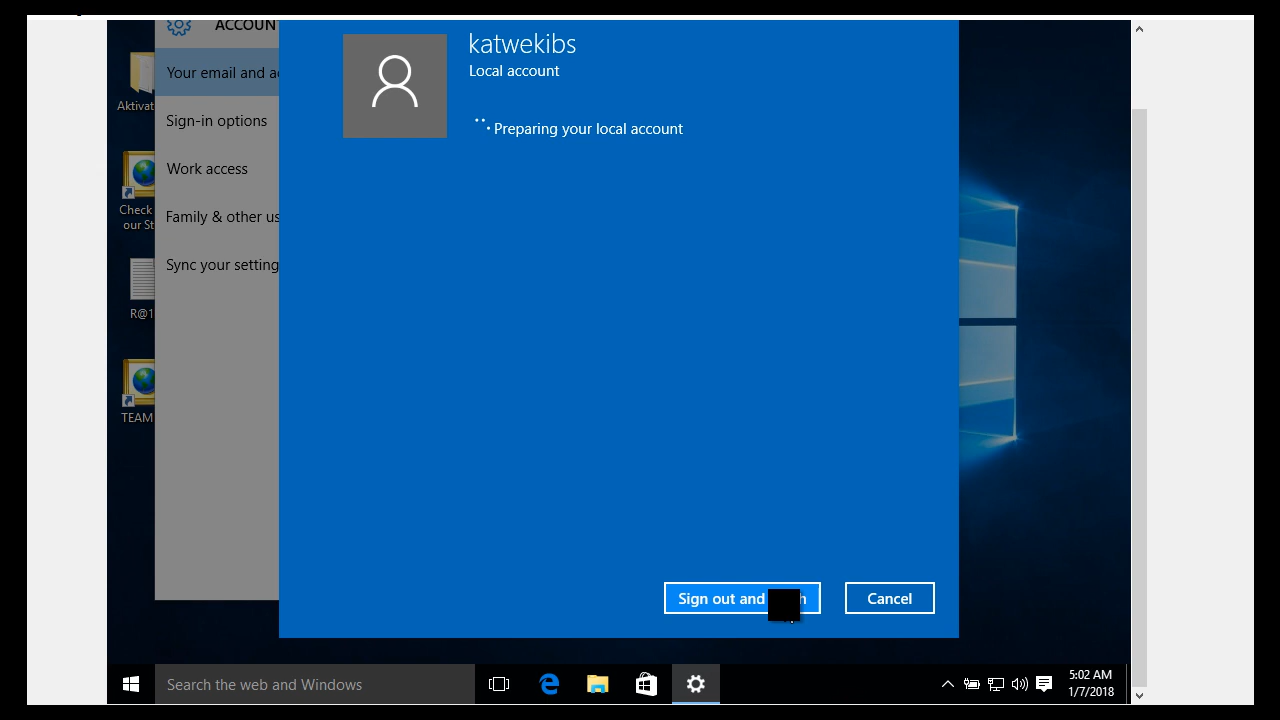 ACCOUN
katwekibs
Local account
Preparing your local account
Your email and a
Sign-in options
Work access
Family & other us
Sync your setting
Aktivat
Check
our St
R@1
TEAM
Sign out and
Cancel
Search the web and Windows
5:02 AM
1/7/2018